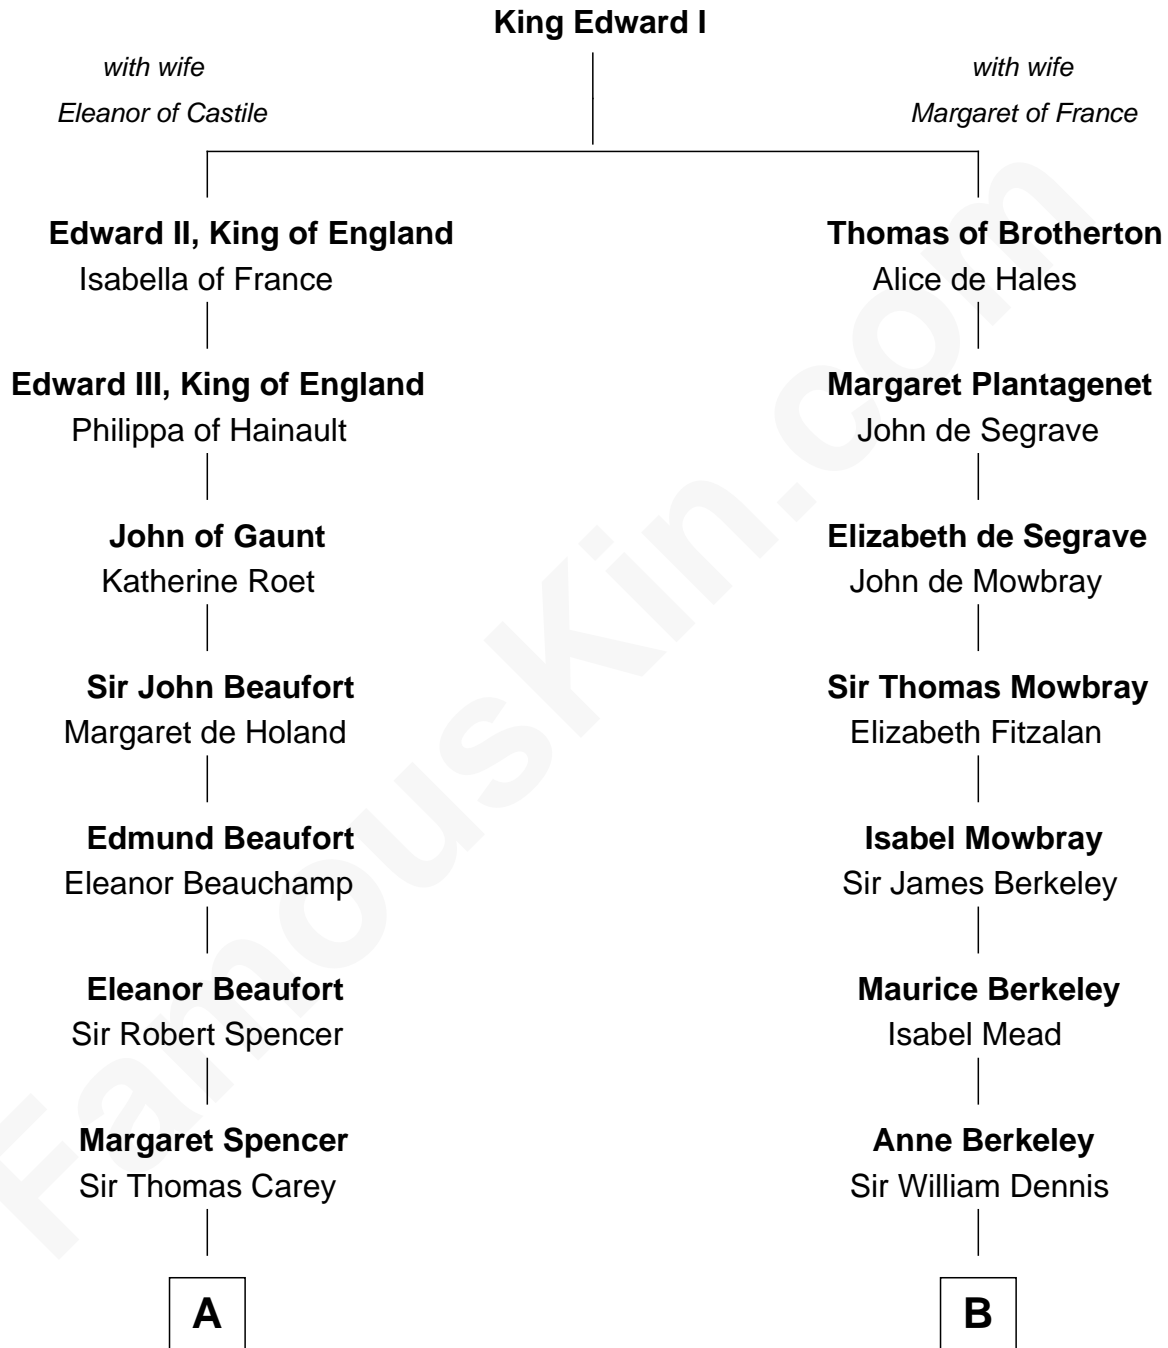 King Edward I
with wife
Eleanor of Castile
with wife
Margaret of France
Edward II, King of England
Isabella of France
Thomas of Brotherton
Alice de Hales
Edward III, King of England
Philippa of Hainault
Margaret Plantagenet
John de Segrave
John of Gaunt
Katherine Roet
Elizabeth de Segrave
John de Mowbray
Sir John Beaufort
Margaret de Holand
Sir Thomas Mowbray
Elizabeth Fitzalan
Edmund Beaufort
Eleanor Beauchamp
Isabel Mowbray
Sir James Berkeley
Eleanor Beaufort
Sir Robert Spencer
Maurice Berkeley
Isabel Mead
Margaret Spencer
Sir Thomas Carey
Anne Berkeley
Sir William Dennis
A
B
FamousKin.com